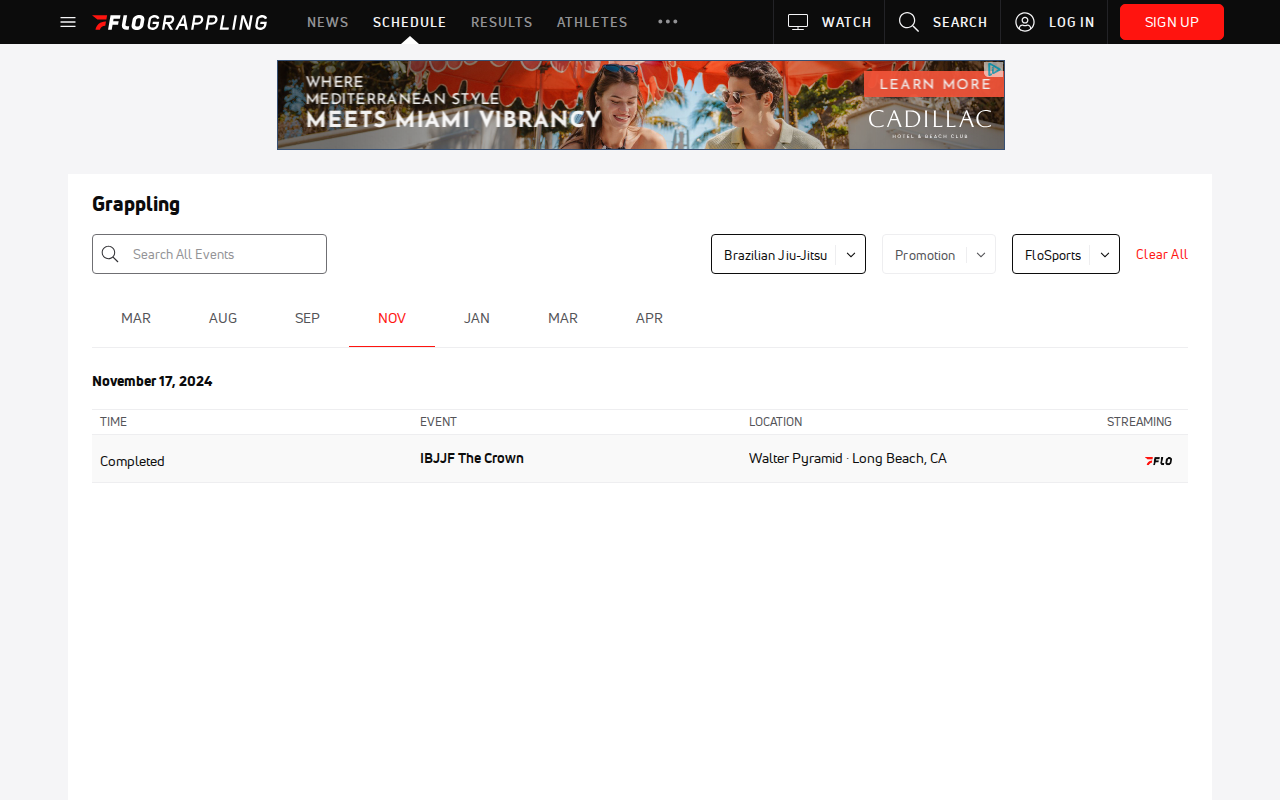 FLOGRAPPLING NEWS SCHEDULE RESULTS ATHLETES WATCH SEARCH LOG IN SIGN UP
WHERE
MEDITERRANEAN STYLE
MEETS MIAMI VIBRANCY
LEARN MORE
CADILLAC
HOTEL & BEACH CLUB
Grappling
Search All Events Brazilian Jiu-Jitsu Promotion FloSports Clear All
MAR AUG SEP NOV JAN MAR APR
November 17, 2024
TIME EVENT LOCATION STREAMING
Completed IBJJF The Crown Walter Pyramid · Long Beach, CA FLO